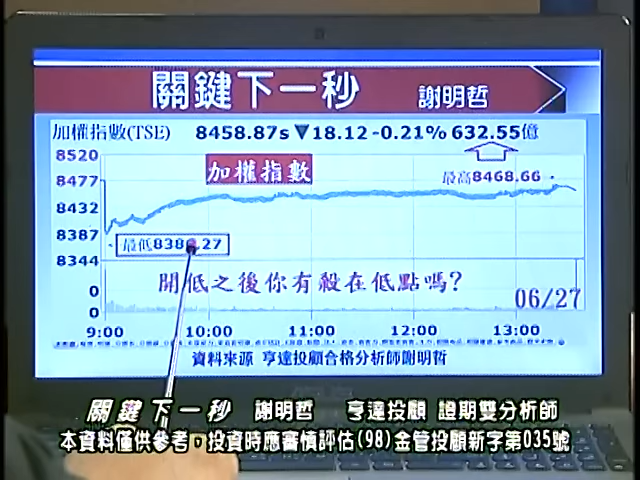 關鍵下一秒 謝明哲
加權指數(TSE) 8458.87s▼18.12-0.21% 632.55億
8520
加權指數
8477
最高8468.66
8432
8387
最低838 .27
8344
開低之後你有殺在低點嗎?
0
06/27
0
9:00 10:00 11:00 12:00 13:00
資料來源 亨達投顧合格分析師謝明哲
關鍵下一秒 謝明哲 亨達投顧 證期雙分析師
本資料僅供參考，投資時應審慎評估(98)金管投顧新字第035號